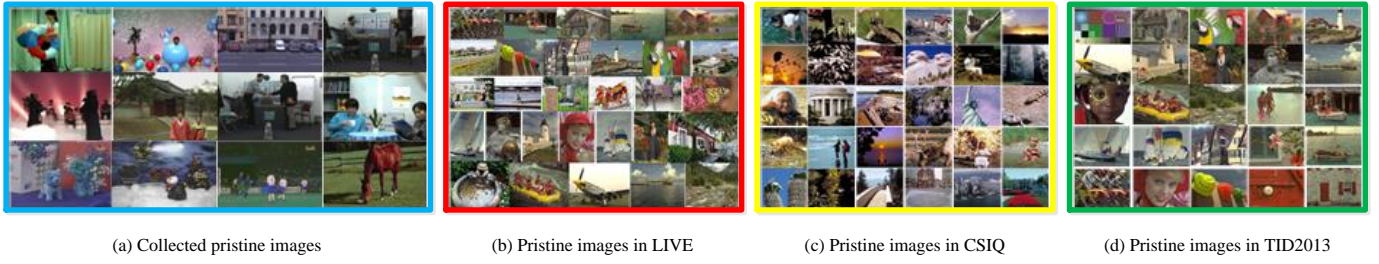 (a) Collected pristine images
(b) Pristine images in LIVE
(c) Pristine images in CSIQ
(d) Pristine images in TID2013